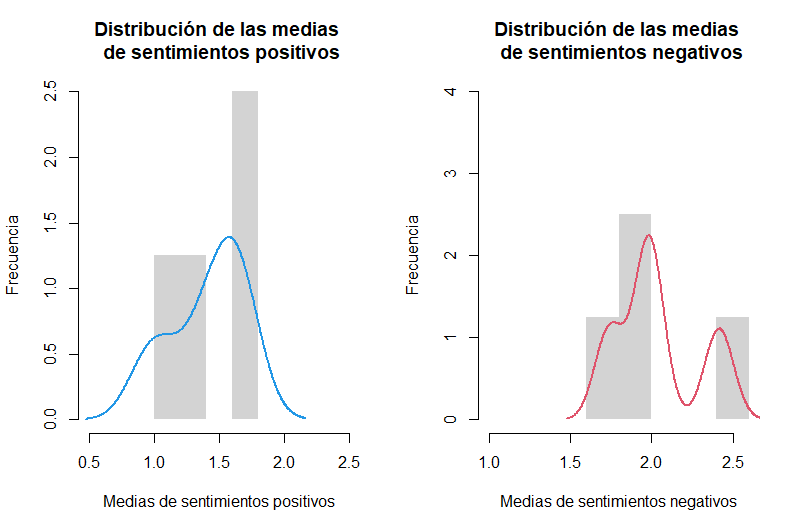 Distribución de las medias
de sentimientos positivos
Frecuencia
2.5
2.0
1.5
1.0
0.5
0.0
0.5 1.0 1.5 2.0 2.5
Medias de sentimientos positivos
Distribución de las medias
de sentimientos negativos
Frecuencia
4
3
2
1
0
1.0 1.5 2.0 2.5
Medias de sentimientos negativos